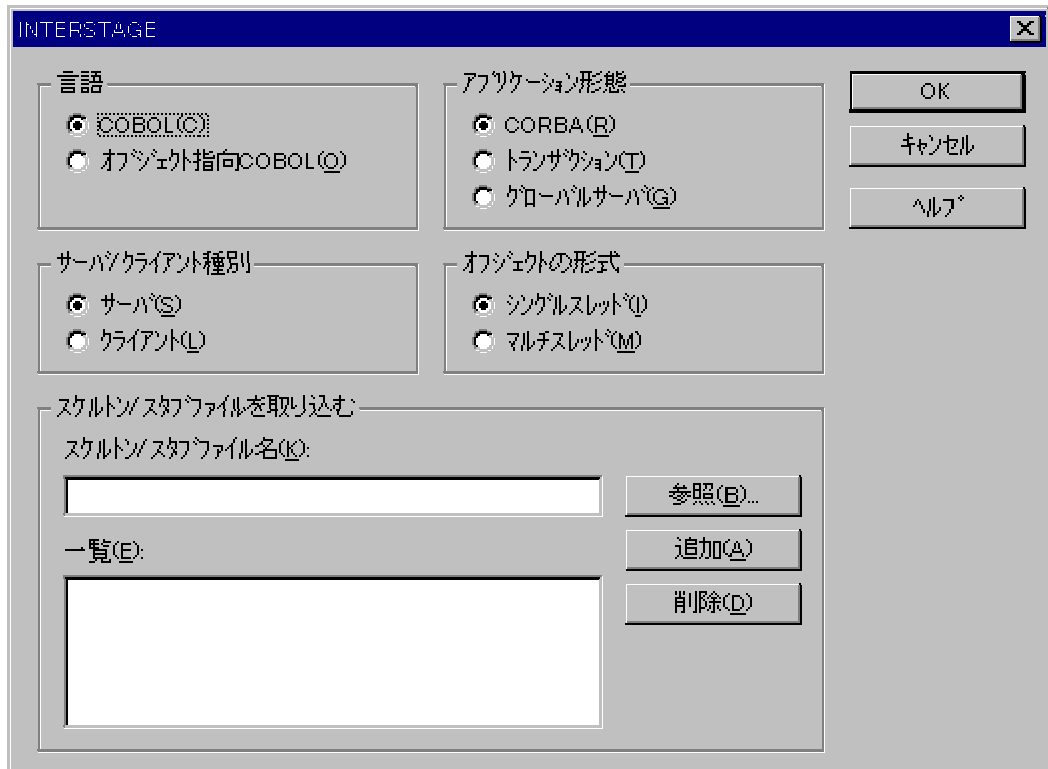 INTERSTAGE
言語
COBOL(C)
オブジェクト指向COBOL(O)
アプリケーション形態
CORBA(R)
トランザクション(T)
グローバルサーバ(G)
OK
キャンセル
ヘルプ
サーバ/クライアント種別
サーバ(S)
クライアント(L)
オブジェクトの形式
シングルスレッド(I)
マルチスレッド(M)
スケルトン/スタブファイルを取り込む
スケルトン/スタブファイル名(K):
参照(B)...
一覧(E):
追加(A)
削除(D)